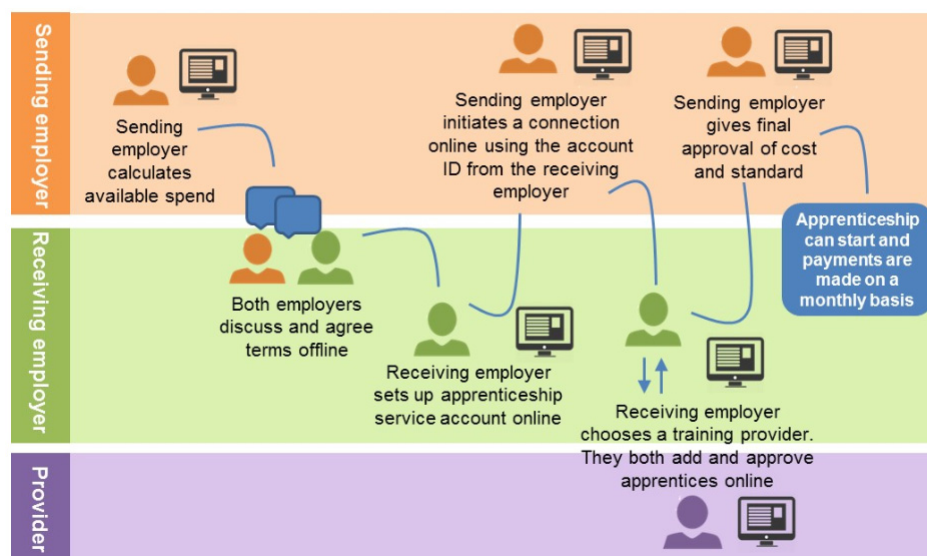 Sending employer
Sending
employer
calculates
available spend
Sending employer
initiates a connection
online using the account
ID from the receiving
employer
Sending employer
gives final
approval of cost
and standard
Apprenticeship
can start and
payments are
made on a
monthly basis
Receiving employer
Both employers
discuss and agree
terms offline
Receiving employer
sets up apprenticeship
service account online
Receiving employer
chooses a training provider.
They both add and approve
apprentices online
Provider